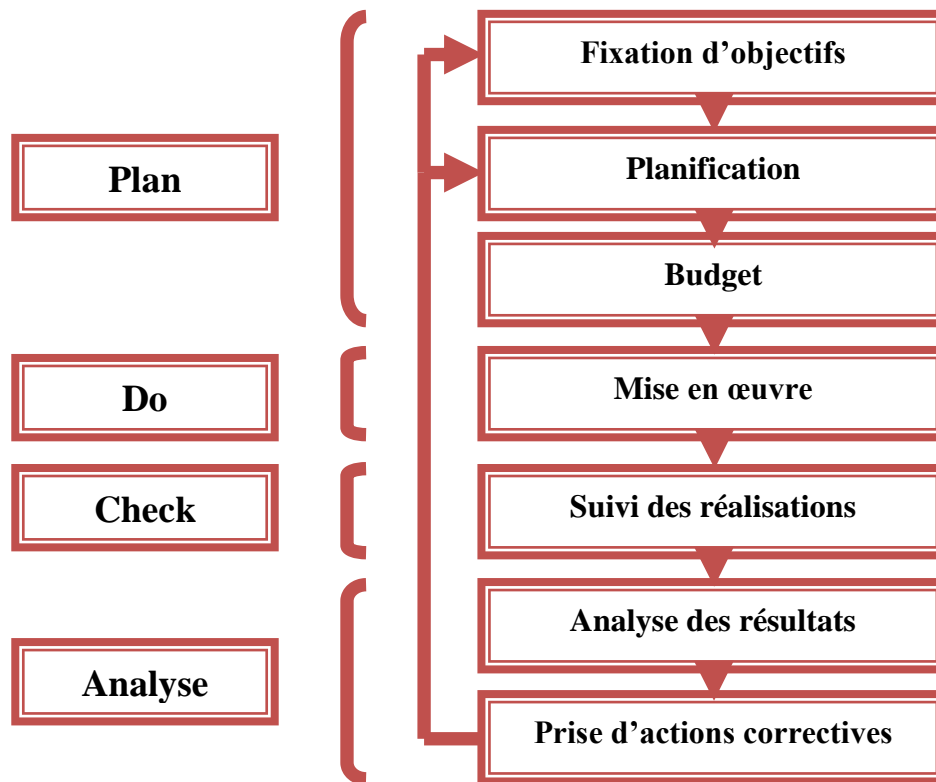 Plan
Fixation d’objectifs
Planification
Budget
Do
Mise en œuvre
Check
Suivi des réalisations
Analyse
Analyse des résultats
Prise d’actions correctives